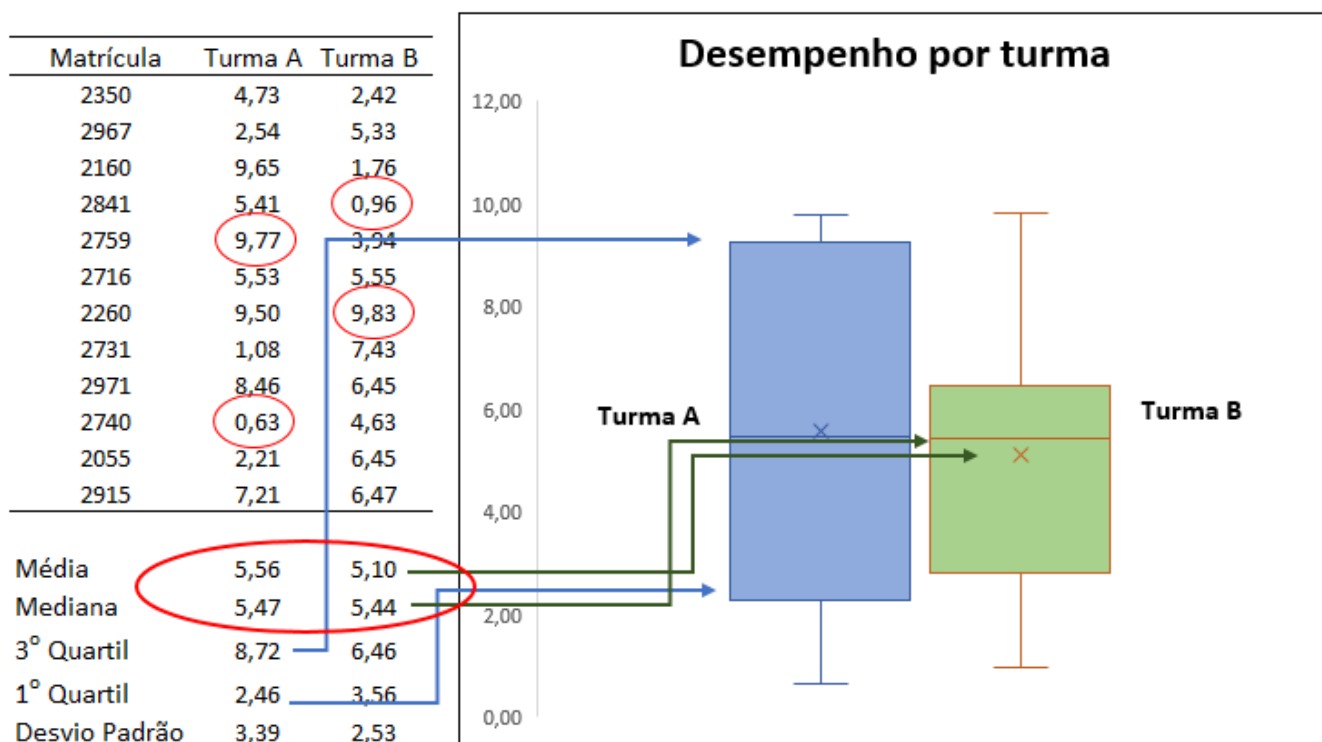 Matrícula Turma A Turma B
2350 4,73 2,42
2967 2,54 5,33
2160 9,65 1,76
2841 5,41 0,96
2759 9,77 3,94
2716 5,53 5,55
2260 9,50 9,83
2731 1,08 7,43
2971 8,46 6,45
2740 0,63 4,63
2055 2,21 6,45
2915 7,21 6,47
Média 5,56 5,10
Mediana 5,47 5,44
3º Quartil 8,72 6,46
1º Quartil 2,46 3,56
Desvio Padrão 3,39 2,53
Desempenho por turma
12,00
10,00
8,00
6,00
4,00
2,00
0,00
Turma A
Turma B